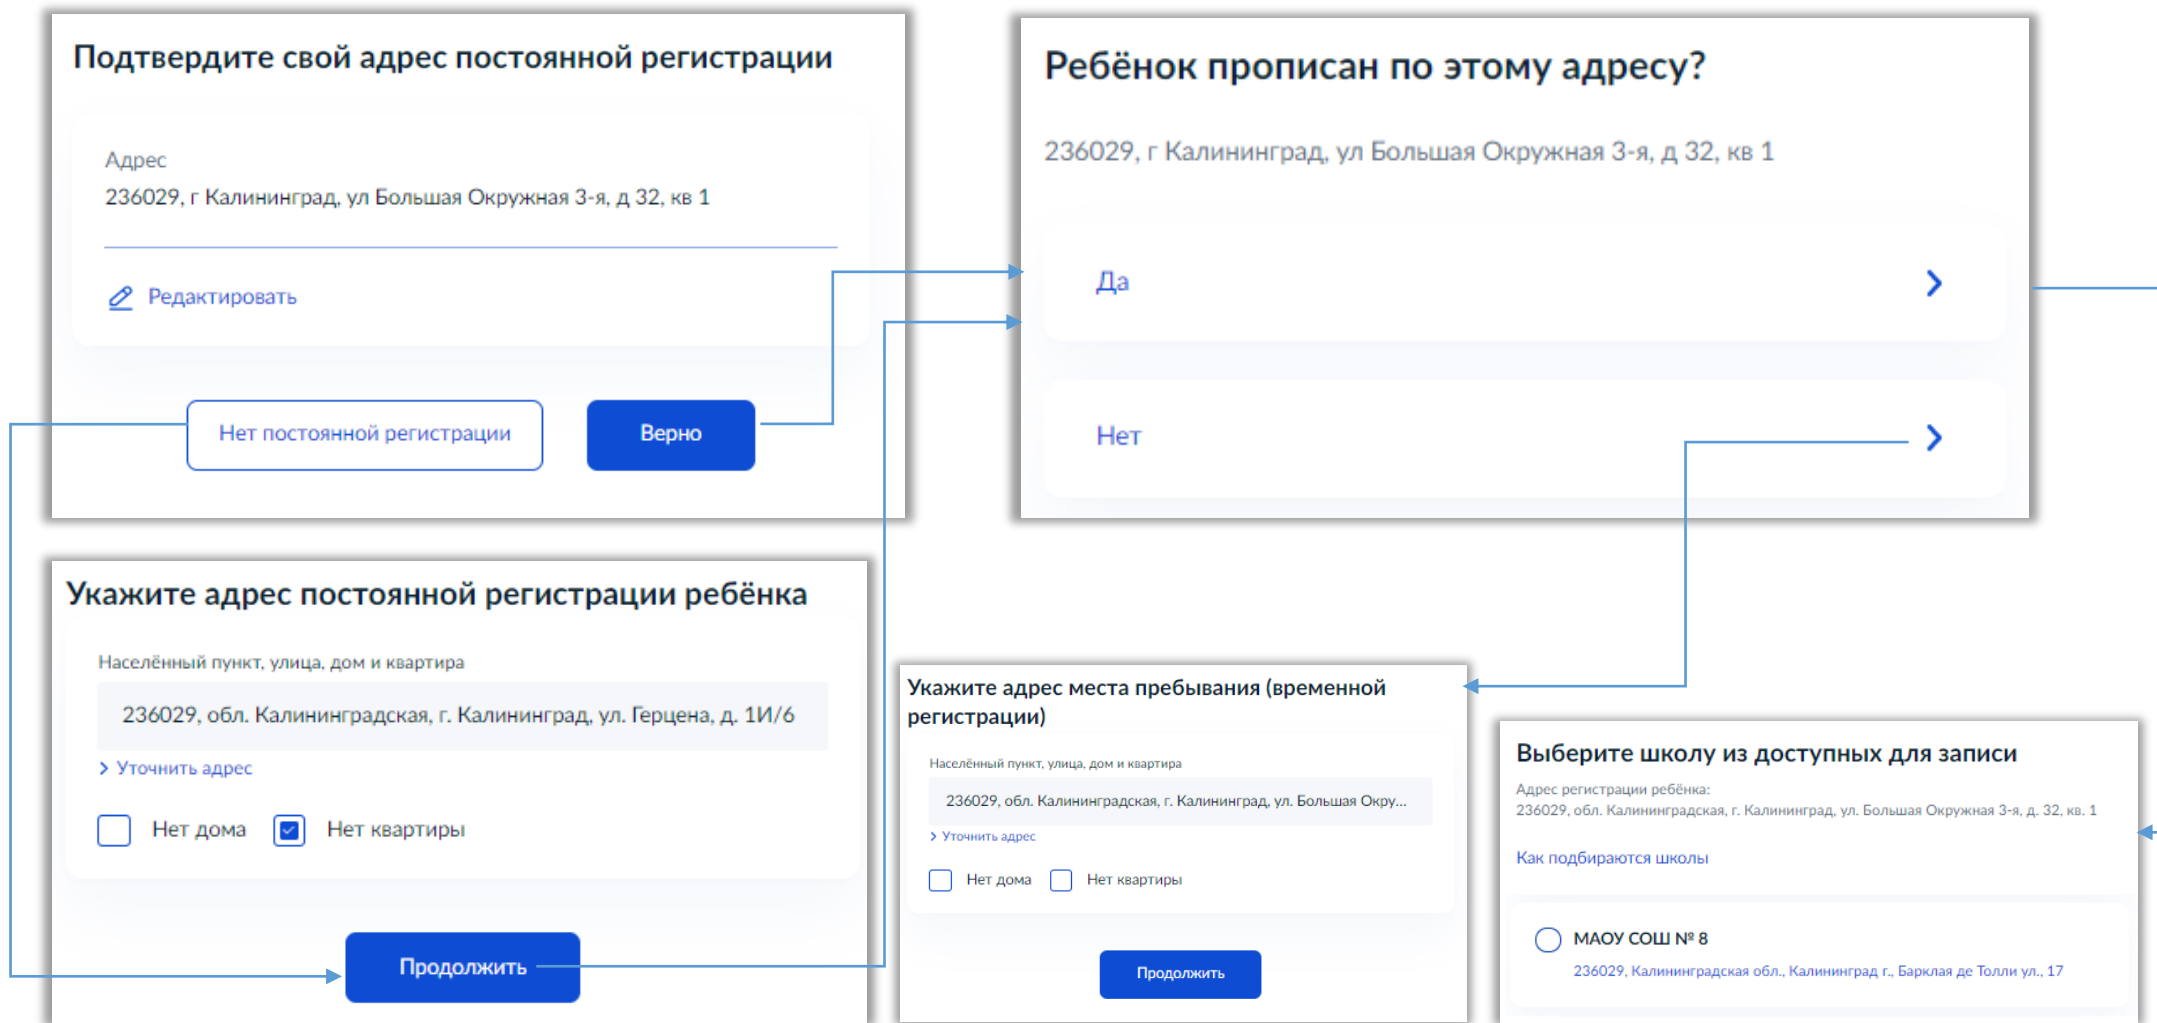 Подтвердите свой адрес постоянной регистрации
Адрес
236029, г Калининград, ул Большая Окружная 3-я, д 32, кв 1
Редактировать
Нет постоянной регистрации
Верно
Ребёнок прописан по этому адресу?
236029, г Калининград, ул Большая Окружная 3-я, д 32, кв 1
Да
Нет
Укажите адрес постоянной регистрации ребёнка
Населённый пункт, улица, дом и квартира
236029, обл. Калининградская, г. Калининград, ул. Герцена, д. 1И/6
Уточнить адрес
Нет дома
Нет квартиры
Продолжить
Укажите адрес места пребывания (временной
регистрации)
Населённый пункт, улица, дом и квартира
236029, обл. Калининградская, г. Калининград, ул. Большая Окру...
Уточнить адрес
Нет дома
Нет квартиры
Продолжить
Выберите школу из доступных для записи
Адрес регистрации ребёнка:
236029, обл. Калининградская, г. Калининград, ул. Большая Окружная 3-я, д. 32, кв. 1
Как подбираются школы
МАОУ СОШ № 8
236029, Калининградская обл., Калининград г., Барклая де Толли ул., 17